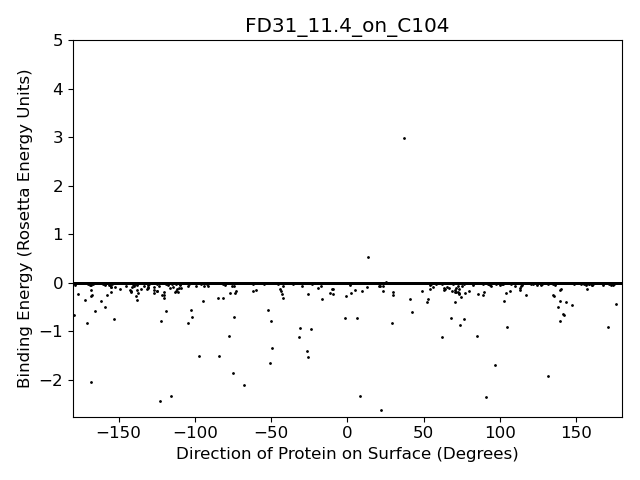 FD31_11.4_on_C104
Binding Energy (Rosetta Energy Units)
5
4
3
2
1
0
−1
−2
−150 −100 −50 0 50 100 150
Direction of Protein on Surface (Degrees)